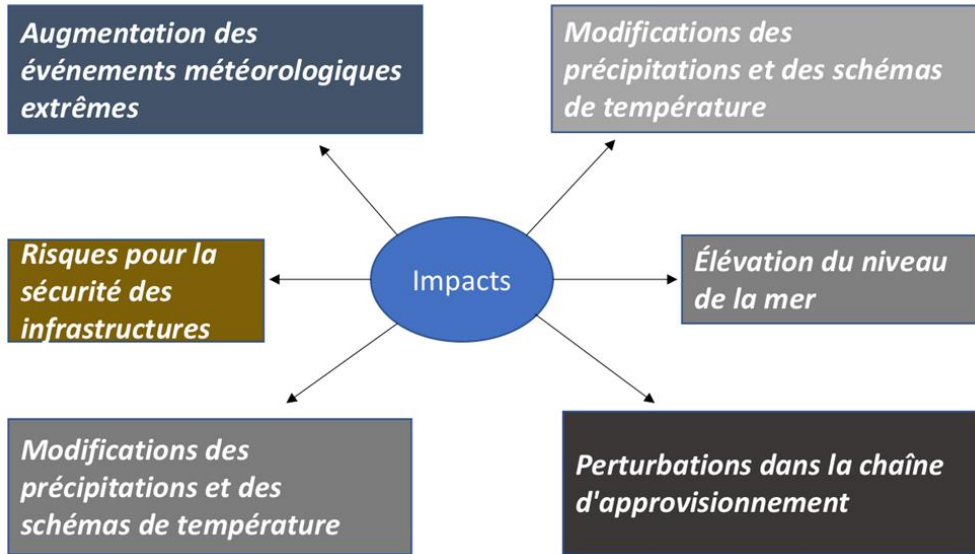 Augmentation des
événements météorologiques
extrêmes
Modifications des
précipitations et des schémas
de température
Risques pour la
sécurité des
infrastructures
Impacts
Élévation du niveau
de la mer
Modifications des
précipitations et des
schémas de température
Perturbations dans la chaîne
d'approvisionnement